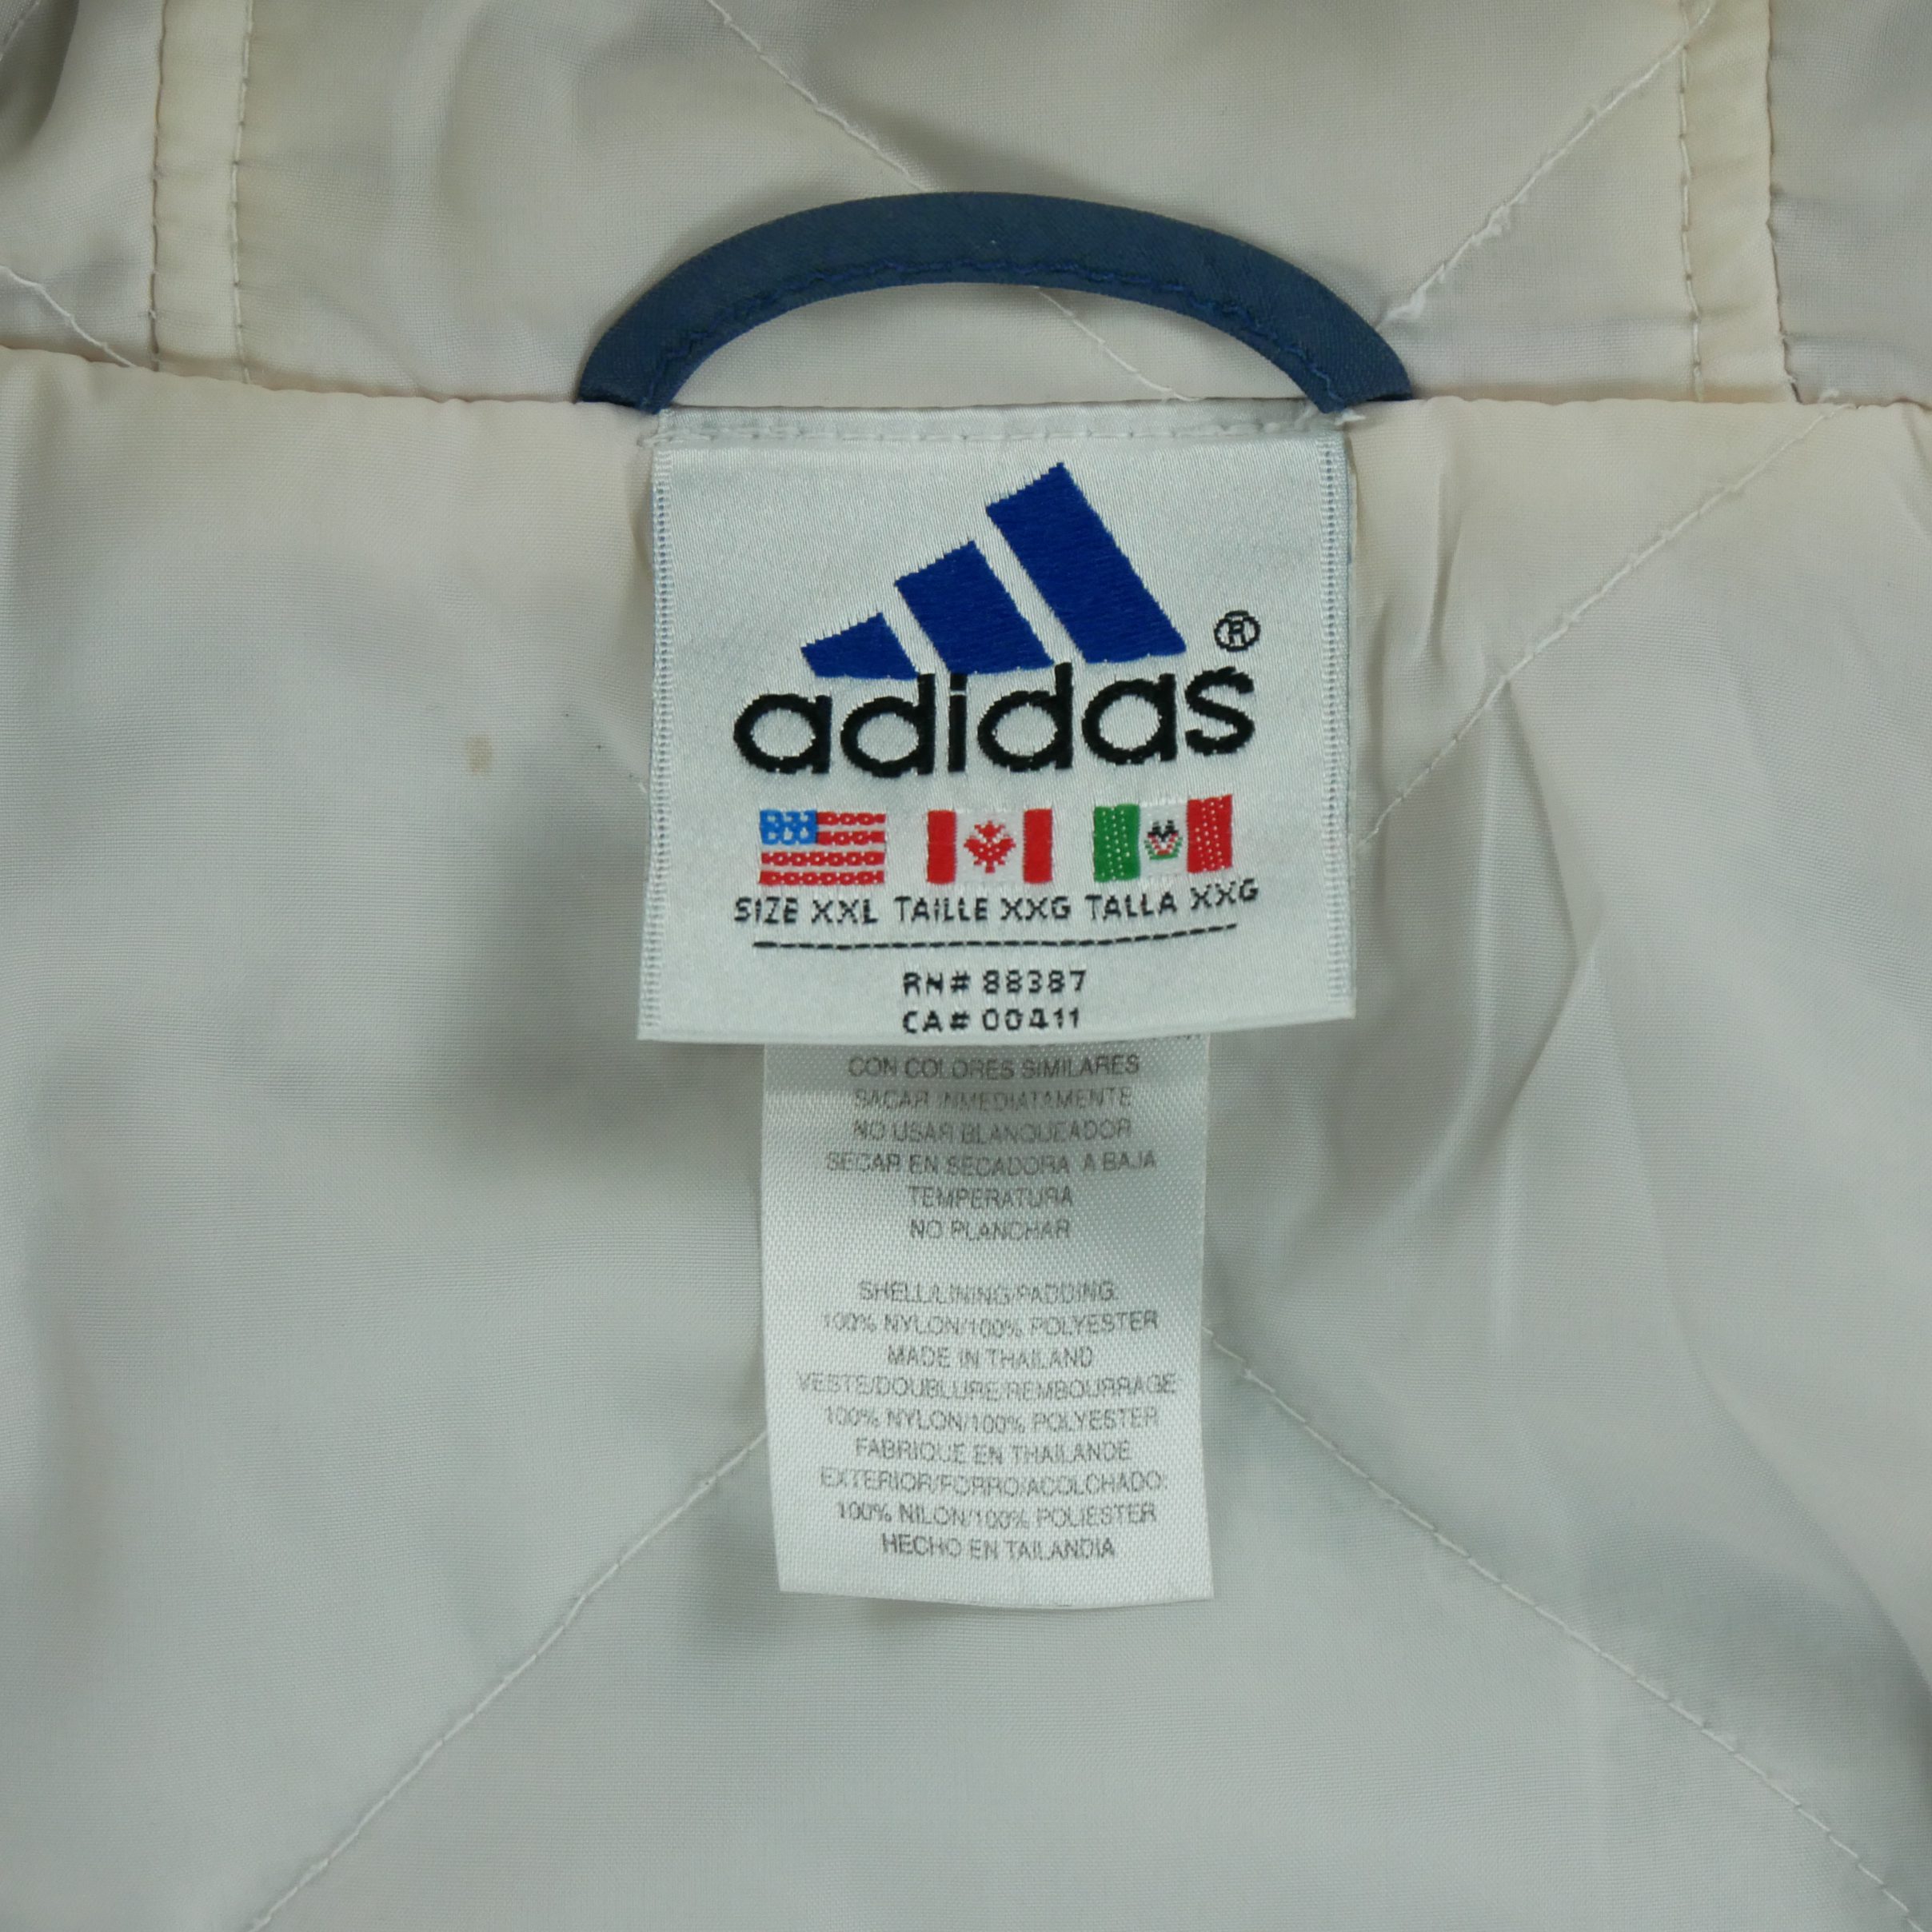 adidas®
SIZE XXL TAILLE XXG TALLA XXG
RN# 88387
CA# 00411
CON COLORES SIMILARES
SACAR INMEDIATAMENTE
NO USAR BLANQUEADOR
SECAR EN SECADORA A BAJA
TEMPERATURA
NO PLANCHAR
SHELL/LINING/PADDING:
100% NYLON/100% POLYESTER
MADE IN THAILAND
VESTE/DOUBLURE/REMBOURRAGE
100% NYLON/100% POLYESTER
FABRIQUE EN THAILANDE
EXTERIOR/FORRO/ACOLCHADO:
100% NILON/100% POLIESTER
HECHO EN TAILANDIA